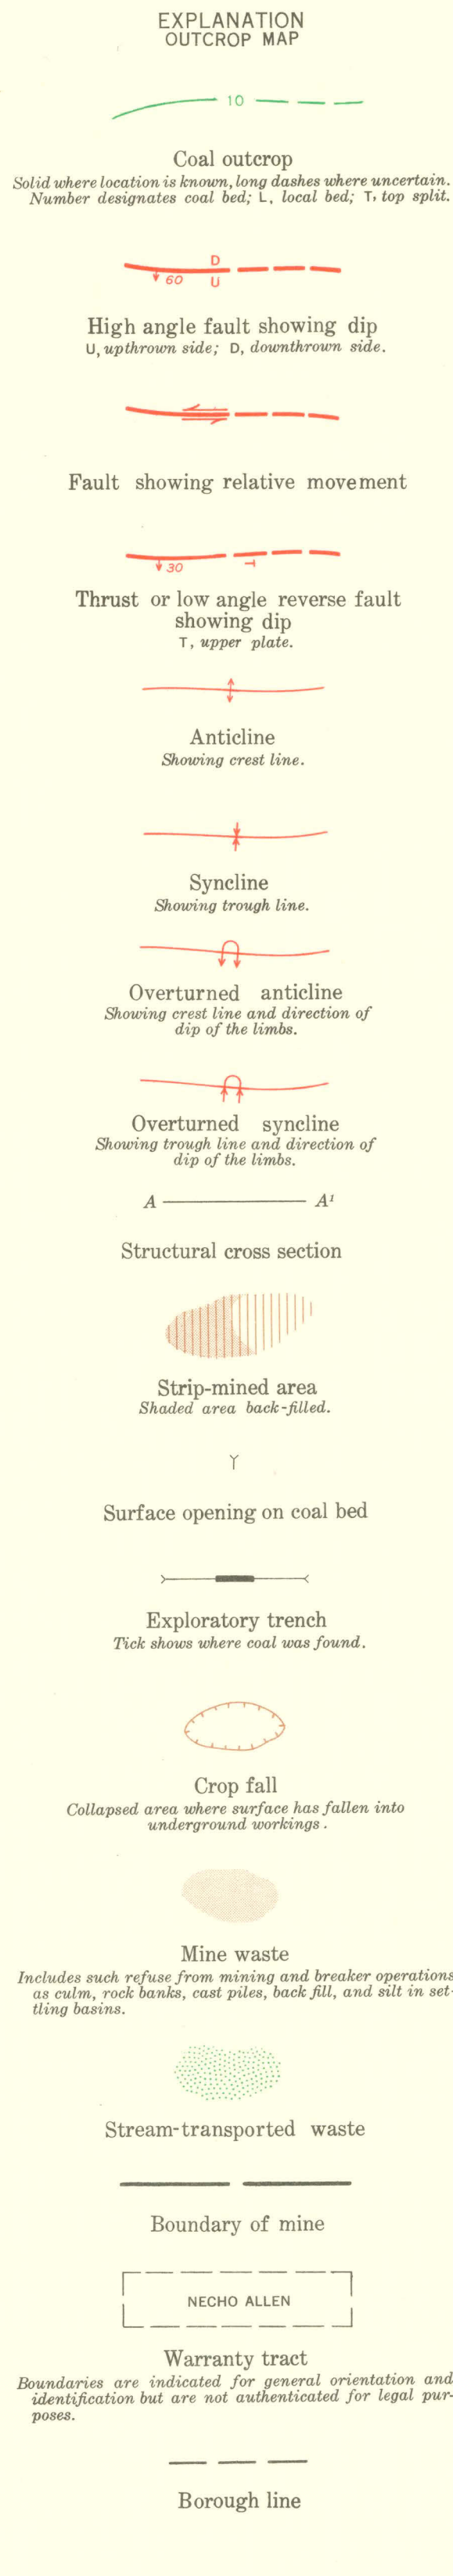 EXPLANATION
OUTCROP MAP
10
Coal outcrop
Solid where location is known, long dashes where uncertain.
Number designates coal bed; L, local bed; T, top split.
D
60 U
High angle fault showing dip
U, upthrown side; D, downthrown side.
Fault showing relative movement
30 T
Thrust or low angle reverse fault
showing dip
T, upper plate.
Anticline
Showing crest line.
Syncline
Showing trough line.
Overturned anticline
Showing crest line and direction of
dip of the limbs.
Overturned syncline
Showing trough line and direction of
dip of the limbs.
A A'
Structural cross section
Strip-mined area
Shaded area back-filled.
Surface opening on coal bed
Exploratory trench
Tick shows where coal was found.
Crop fall
Collapsed area where surface has fallen into
underground workings.
Mine waste
Includes such refuse from mining and breaker operations
as culm, rock banks, cast piles, back fill, and silt in set-
tling basins.
Stream-transported waste
Boundary of mine
NECHO ALLEN
Warranty tract
Boundaries are indicated for general orientation and
identification but are not authenticated for legal pur-
poses.
Borough line